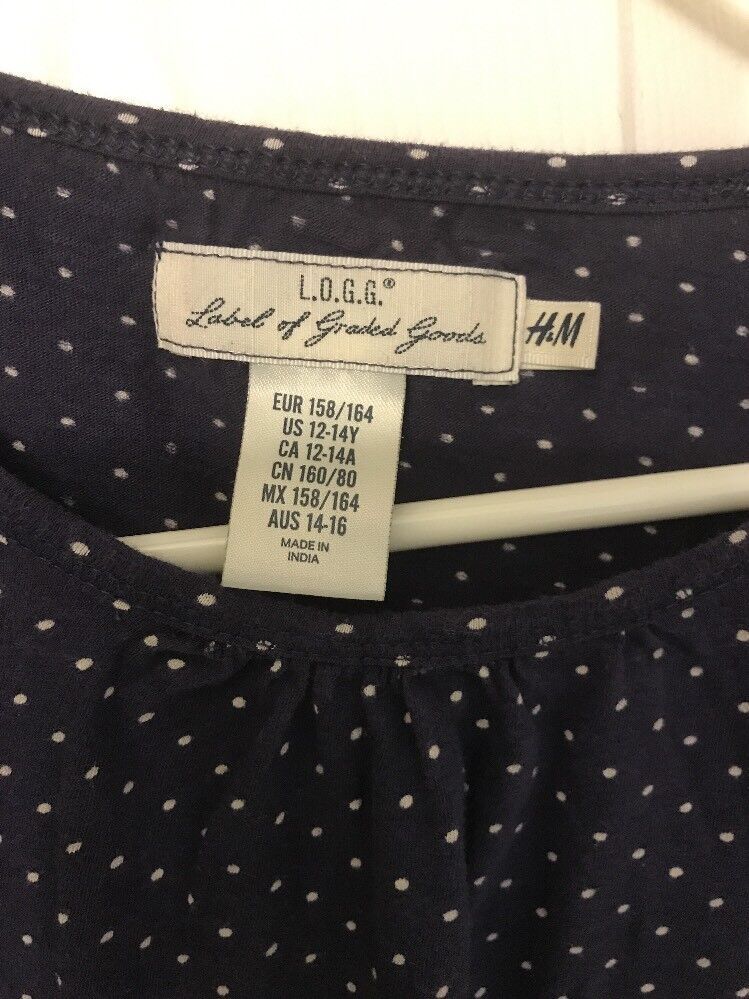 L.O.G.G.®
Label of Graded Goods
H&M
EUR 158/164
US 12-14Y
CA 12-14A
CN 160/80
MX 158/164
AUS 14-16
MADE IN
INDIA